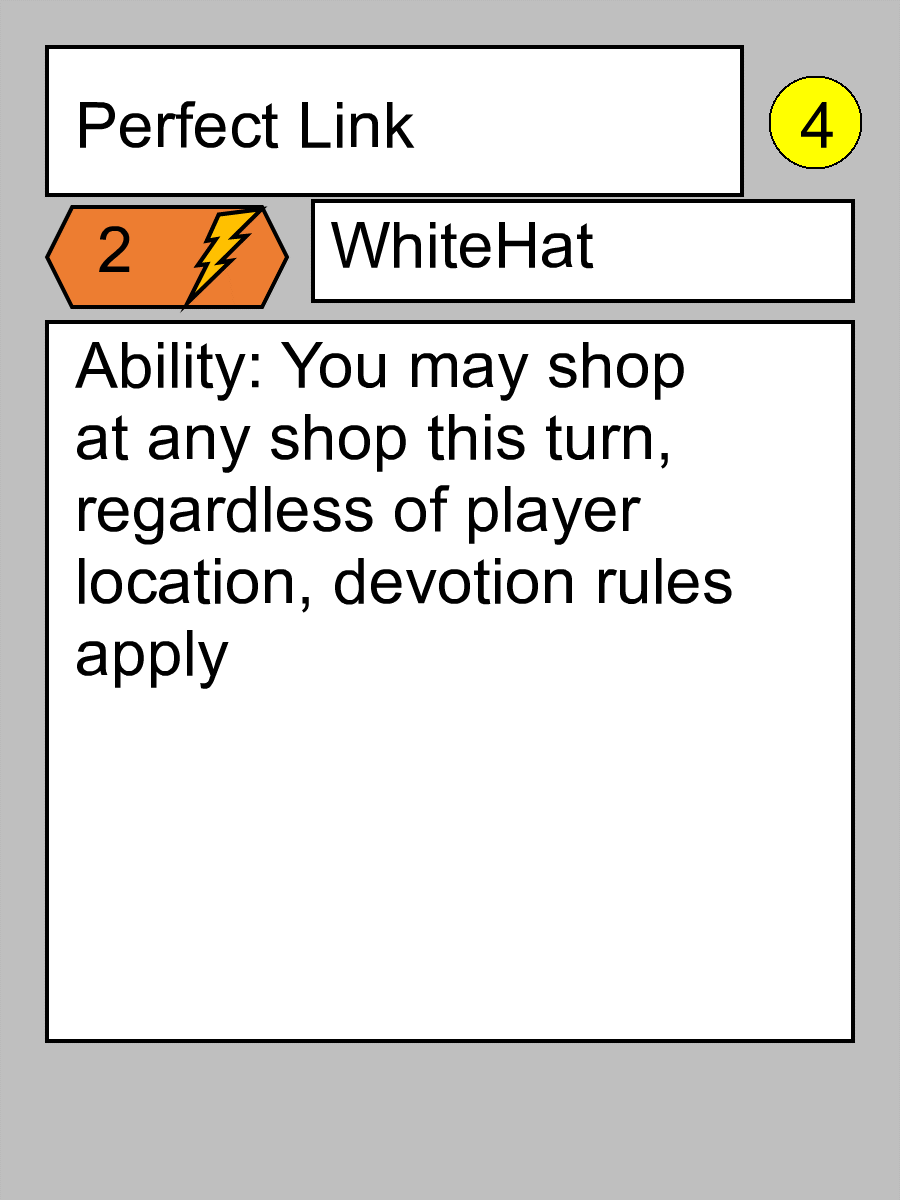 Perfect Link
4
2
WhiteHat
Ability: You may shop
at any shop this turn,
regardless of player
location, devotion rules
apply